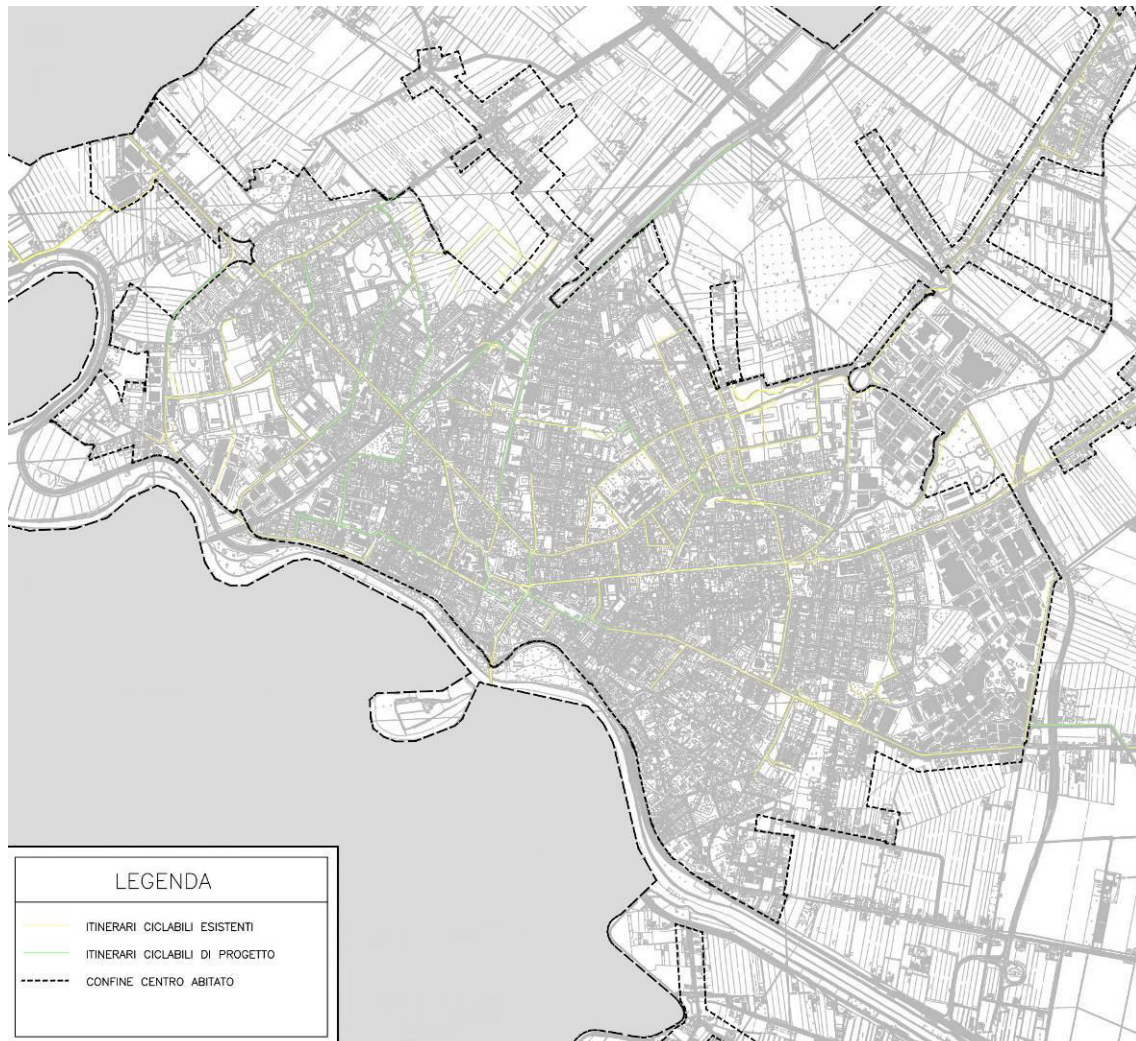 LEGENDA
ITINERARI CICLABILI ESISTENTI
ITINERARI CICLABILI DI PROGETTO
CONFINE CENTRO ABITATO